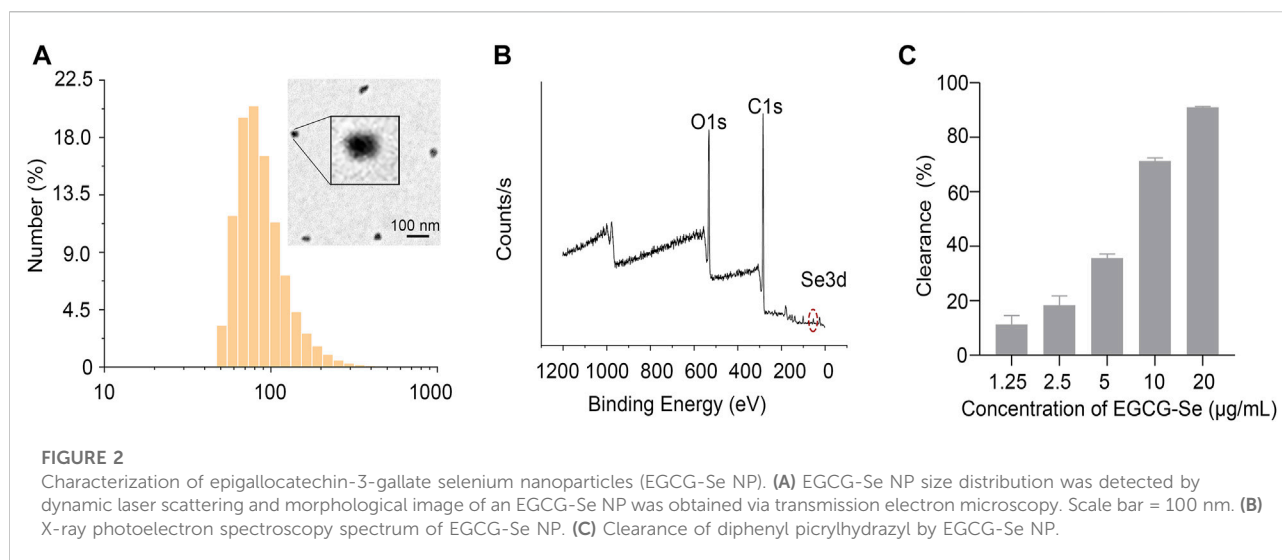 A
22.5
18.0
13.5
9.0
4.5
0
Number (%)
10
100
1000
100 nm
B
Counts/s
O1s
C1s
Se3d
1200 1000 800 600 400 200 0
Binding Energy (eV)
C
100
80
60
40
20
0
Clearance (%)
1.25 2.5 5 10 20
Concentration of EGCG-Se (μg/mL)
FIGURE 2
Characterization of epigallocatechin-3-gallate selenium nanoparticles (EGCG-Se NP). (A) EGCG-Se NP size distribution was detected by
dynamic laser scattering and morphological image of an EGCG-Se NP was obtained via transmission electron microscopy. Scale bar = 100 nm. (B)
X-ray photoelectron spectroscopy spectrum of EGCG-Se NP. (C) Clearance of diphenyl picrylhydrazyl by EGCG-Se NP.